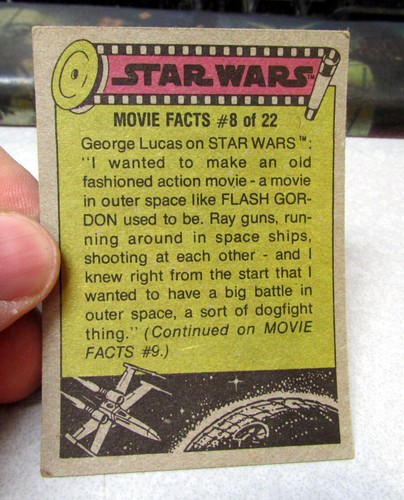 STAR WARS™
MOVIE FACTS #8 of 22
George Lucas on STAR WARS™:
"I wanted to make an old
fashioned action movie - a movie
in outer space like FLASH GOR-
DON used to be. Ray guns, run-
ning around in space ships,
shooting at each other - and I
knew right from the start that I
wanted to have a big battle in
outer space, a sort of dogfight
thing." (Continued on MOVIE
FACTS #9.)